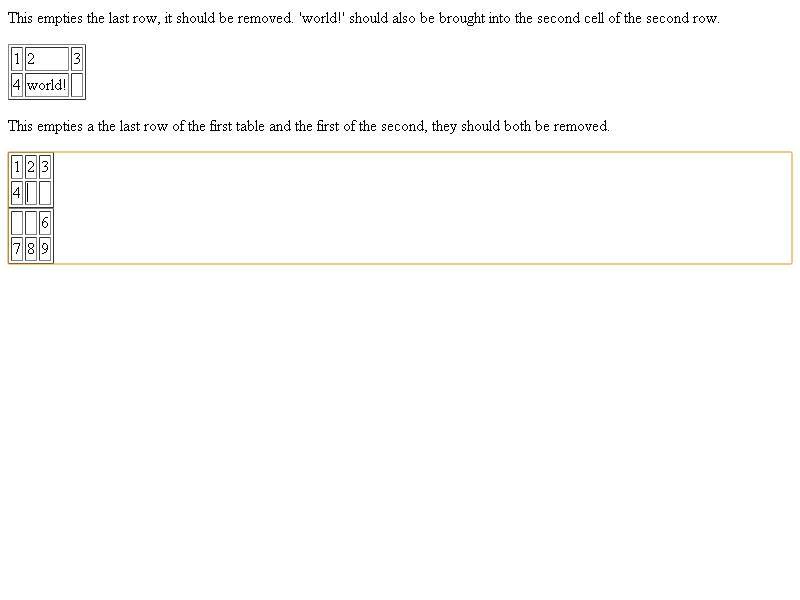 This empties the last row, it should be removed. 'world!' should also be brought into the second cell of the second row.
1 2 3
4 world!
This empties a the last row of the first table and the first of the second, they should both be removed.
1 2 3
4
6
7 8 9